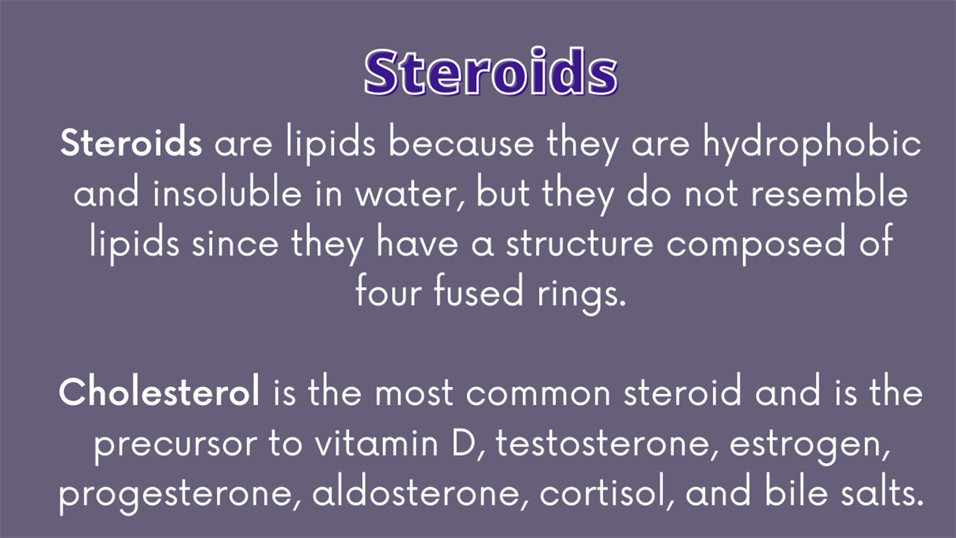 Steroids
Steroids are lipids because they are hydrophobic
and insoluble in water, but they do not resemble
lipids since they have a structure composed of
four fused rings.
Cholesterol is the most common steroid and is the
precursor to vitamin D, testosterone, estrogen,
progesterone, aldosterone, cortisol, and bile salts.